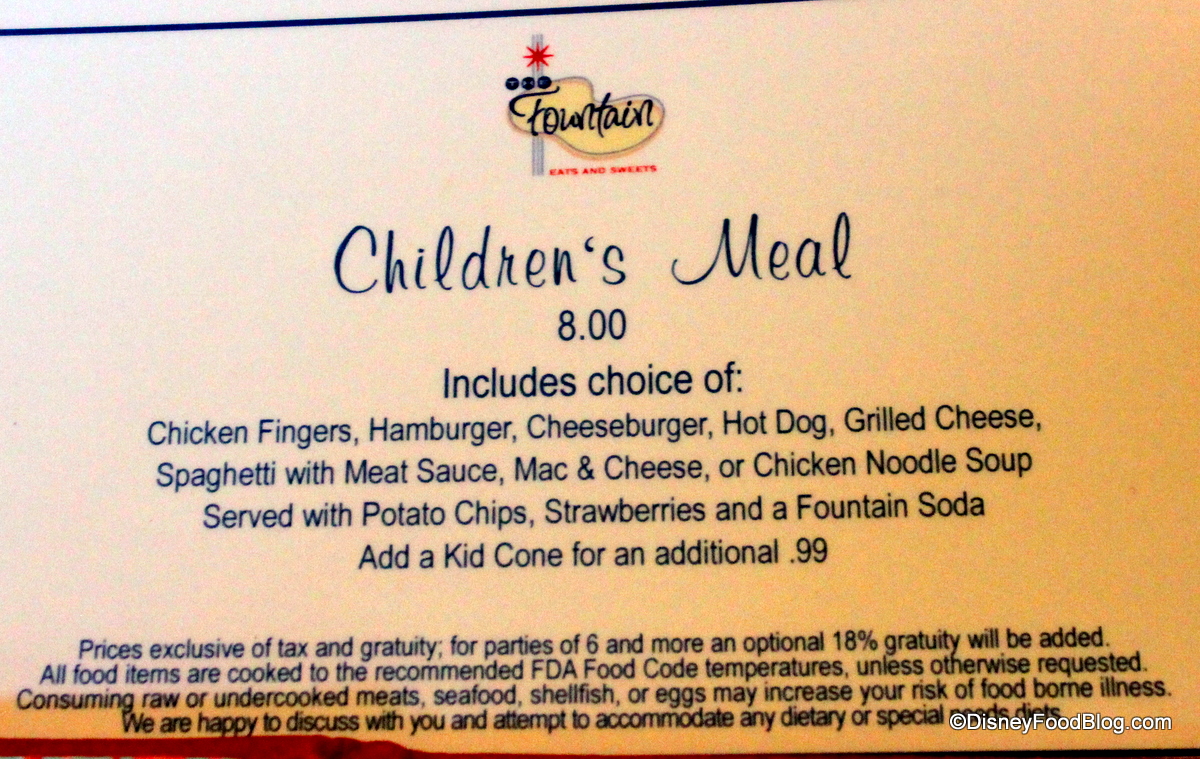 THE
Fountain
EATS AND SWEETS
Children‘s Meal
8.00
Includes choice of:
Chicken Fingers, Hamburger, Cheeseburger, Hot Dog, Grilled Cheese,
Spaghetti with Meat Sauce, Mac & Cheese, or Chicken Noodle Soup
Served with Potato Chips, Strawberries and a Fountain Soda
Add a Kid Cone for an additional .99
Prices exclusive of tax and gratuity; for parties of 6 and more an optional 18% gratuity will be added.
All food items are cooked to the recommended FDA Food Code temperatures, unless otherwise requested.
Consuming raw or undercooked meats, seafood, shellfish, or eggs may increase your risk of food borne illness.
We are happy to discuss with you and attempt to accommodate any dietary or special needs diets
©DisneyFoodBlog.com